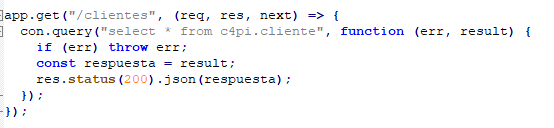 app.get("/clientes", (req, res, next) => {
  con.query("select * from c4pi.cliente", function (err, result) {
    if (err) throw err;
    const respuesta = result;
    res.status(200).json(respuesta);
  });
});